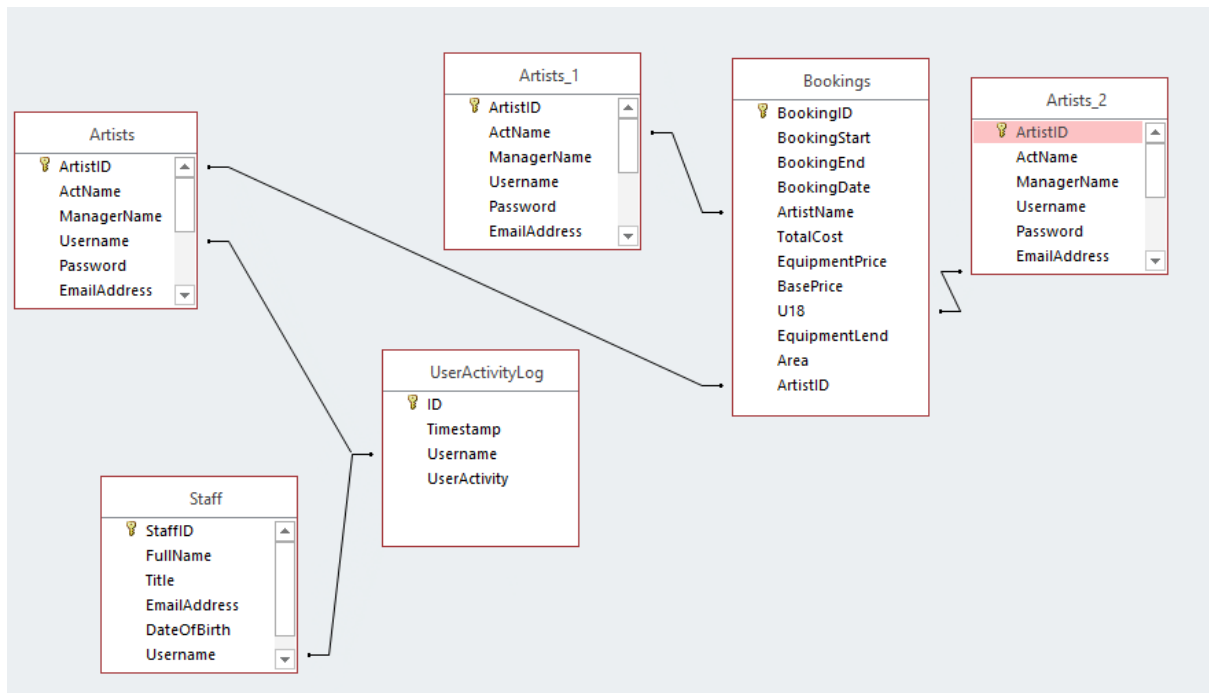 Artists
ArtistID
ActName
ManagerName
Username
Password
EmailAddress
Artists_1
ArtistID
ActName
ManagerName
Username
Password
EmailAddress
Bookings
BookingID
BookingStart
BookingEnd
BookingDate
ArtistName
TotalCost
EquipmentPrice
BasePrice
U18
EquipmentLend
Area
ArtistID
Artists_2
ArtistID
ActName
ManagerName
Username
Password
EmailAddress
UserActivityLog
ID
Timestamp
Username
UserActivity
Staff
StaffID
FullName
Title
EmailAddress
DateOfBirth
Username